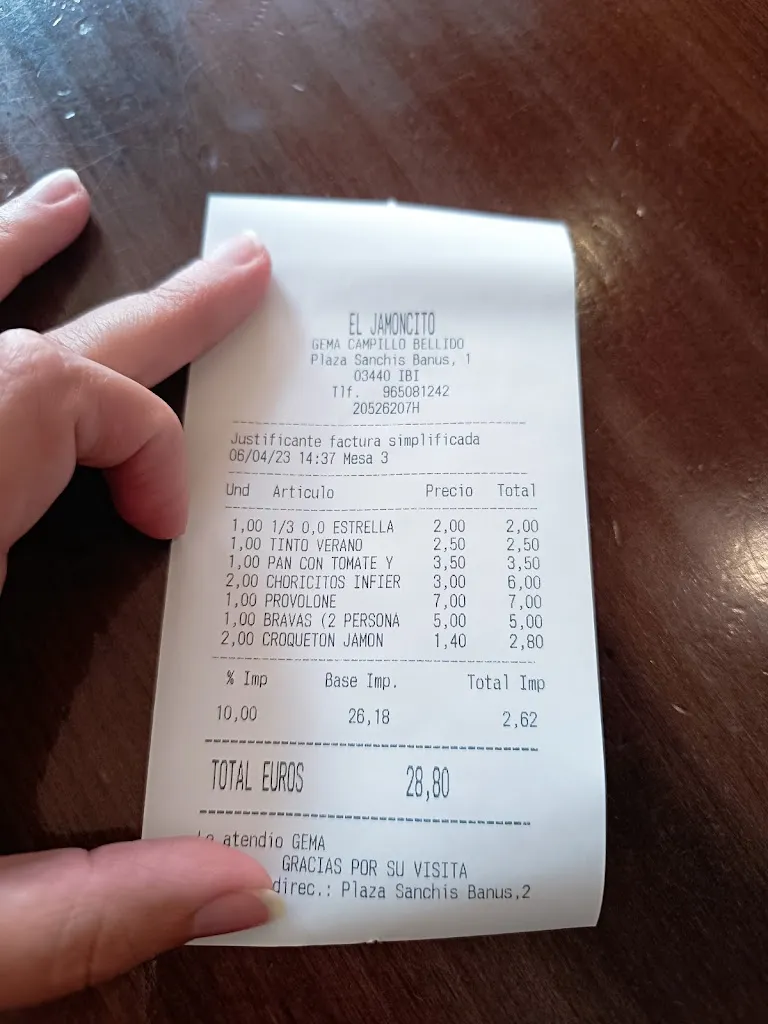 EL JAMONCITO
GEMA CAMPILLO BELLIDO
Plaza Sanchis Banus, 1
03440 IBI
Tlf. 965081242
20526207H
Justificante factura simplificada
06/04/23 14:37 Mesa 3
Und Articulo Precio Total
1,00 1/3 0,0 ESTRELLA 2,00 2,00
1,00 TINTO VERANO 2,50 2,50
1,00 PAN CON TOMATE Y 3,50 3,50
2,00 CHORICITOS INFIER 3,00 6,00
1,00 PROVOLONE 7,00 7,00
1,00 BRAVAS (2 PERSONA 5,00 5,00
2,00 CROQUETON JAMON 1,40 2,80
% Imp Base Imp. Total Imp
10,00 26,18 2,62
TOTAL EUROS 28,80
atendio GEMA
GRACIAS POR SU VISITA
direc.: Plaza Sanchis Banus,2